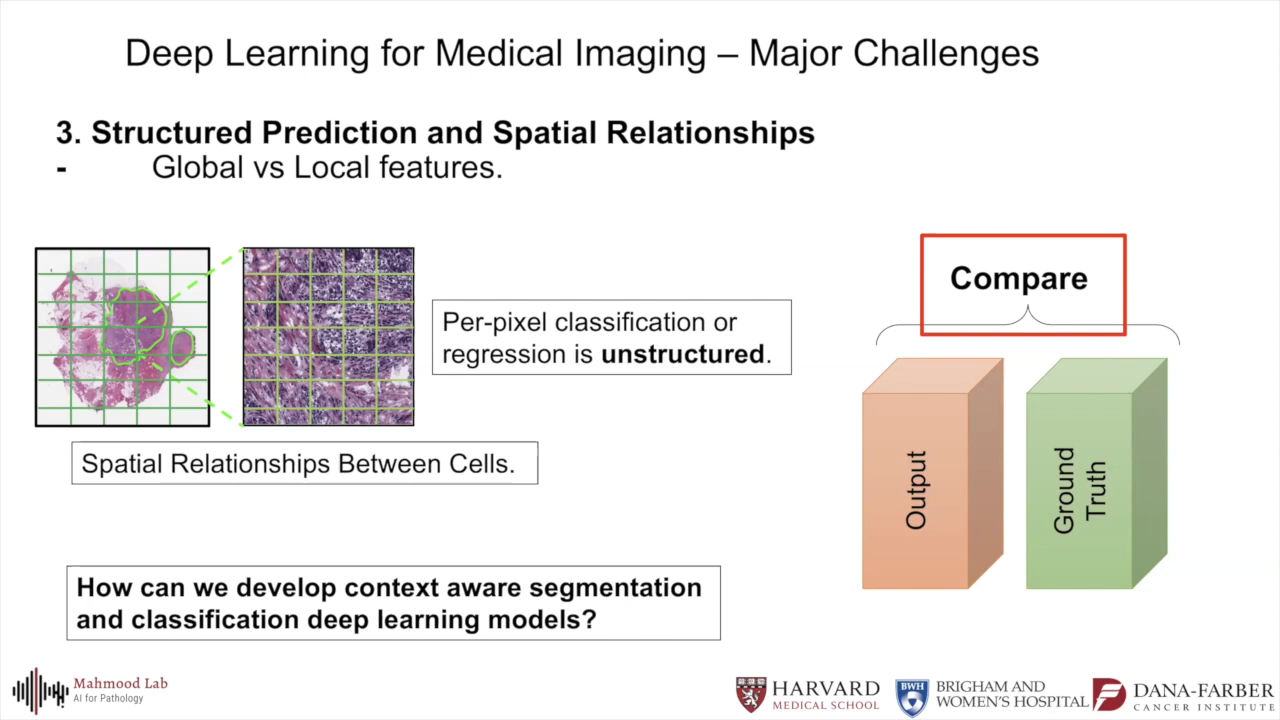 Deep Learning for Medical Imaging – Major Challenges
3. Structured Prediction and Spatial Relationships
- Global vs Local features.
Per-pixel classification or
regression is unstructured.
Spatial Relationships Between Cells.
How can we develop context aware segmentation
and classification deep learning models?
Compare
Output
Ground
Truth
Mahmood Lab
AI for Pathology
HARVARD
MEDICAL SCHOOL
BWH
BRIGHAM AND
WOMEN'S HOSPITAL
DANA-FARBER
CANCER INSTITUTE